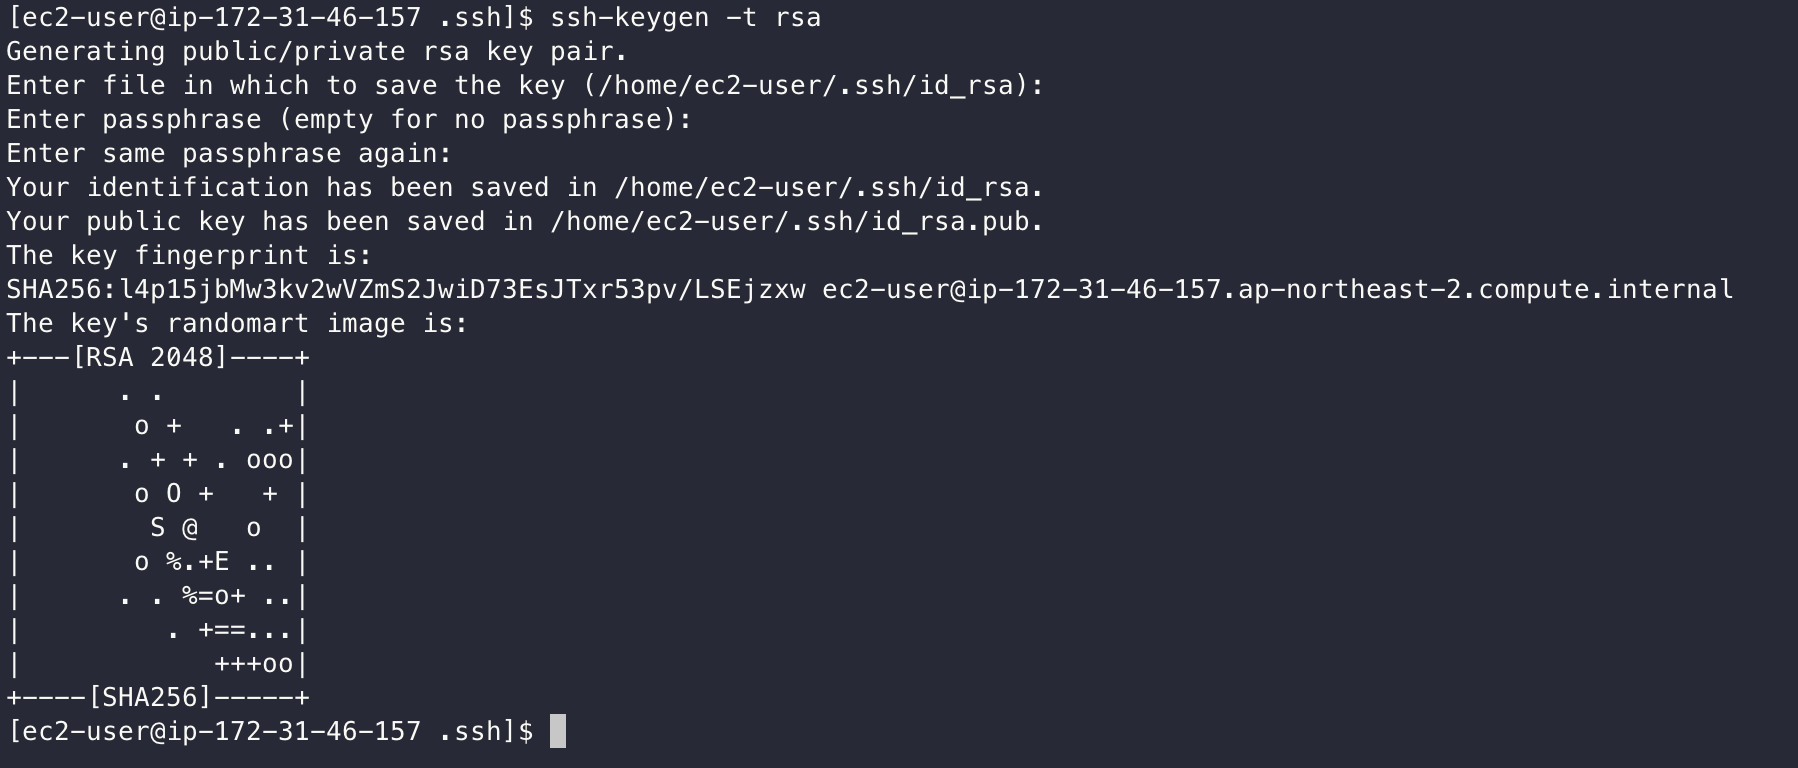 [ec2-user@ip-172-31-46-157 .ssh]$ ssh-keygen -t rsa
Generating public/private rsa key pair.
Enter file in which to save the key (/home/ec2-user/.ssh/id_rsa):
Enter passphrase (empty for no passphrase):
Enter same passphrase again:
Your identification has been saved in /home/ec2-user/.ssh/id_rsa.
Your public key has been saved in /home/ec2-user/.ssh/id_rsa.pub.
The key fingerprint is:
SHA256:l4p15jbMw3kv2wVZmS2JwiD73EsJTxr53pv/LSEjzxw ec2-user@ip-172-31-46-157.ap-northeast-2.compute.internal
The key's randomart image is:
+---[RSA 2048]----+
|      . .        |
|       o +   . .+|
|      . + + . ooo|
|       o O +   + |
|        S @   o  |
|       o %.+E .. |
|      . . %=o+ ..|
|         . +==...|
|            +++oo|
+----[SHA256]-----+
[ec2-user@ip-172-31-46-157 .ssh]$